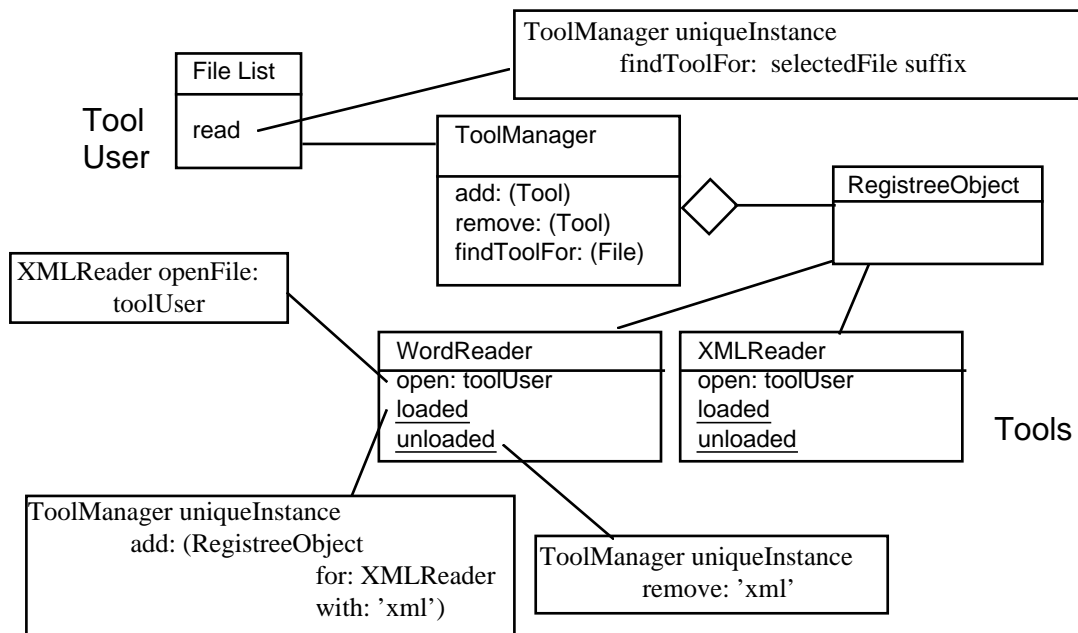 ToolManager uniqueInstance
findToolFor: selectedFile suffix
File List
read
Tool
User
ToolManager
add: (Tool)
remove: (Tool)
findToolFor: (File)
RegistreeObject
XMLReader openFile:
toolUser
WordReader
open: toolUser
loaded
unloaded
XMLReader
open: toolUser
loaded
unloaded
Tools
ToolManager uniqueInstance
add: (RegistreeObject
for: XMLReader
with: ’xml’)
ToolManager uniqueInstance
remove: ’xml’